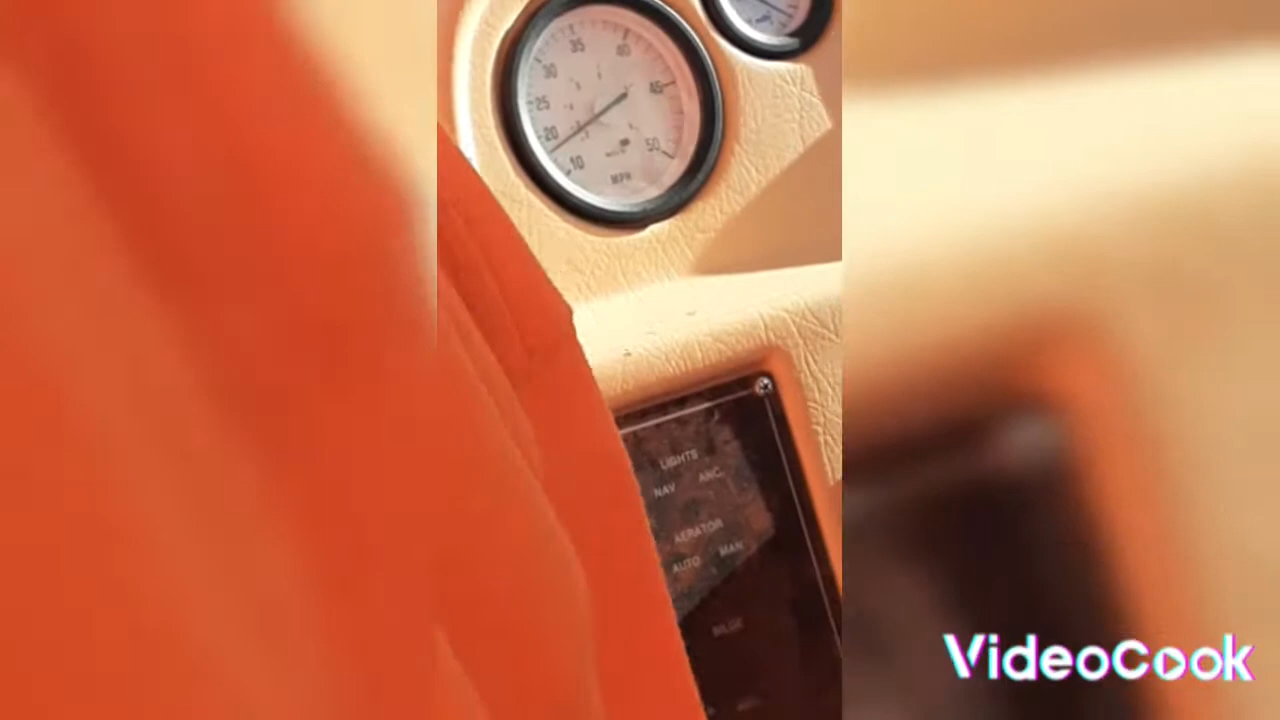 35 40
30 45
25
20 50
10
MPH
LIGHTS
NAV ANC.
AERATOR
AUTO MAN
BILGE
VideoCook